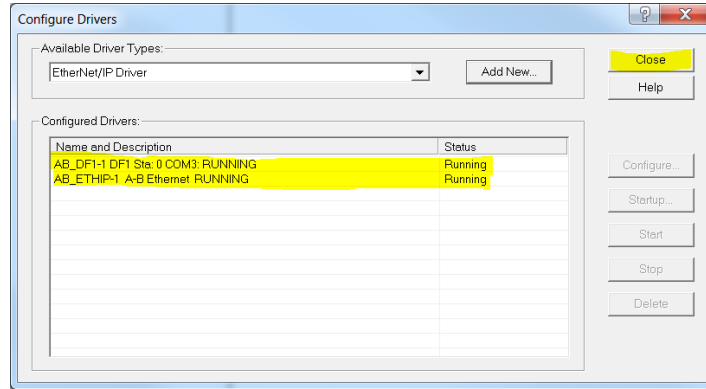 Configure Drivers
Available Driver Types:
EtherNet/IP Driver
Add New...
Close
Help
Configured Drivers:
Name and Description Status
AB_DF1-1 DF1 Sta: 0 COM3: RUNNING Running
AB_ETHIP-1 A-B Ethernet RUNNING Running
Configure...
Startup...
Start
Stop
Delete